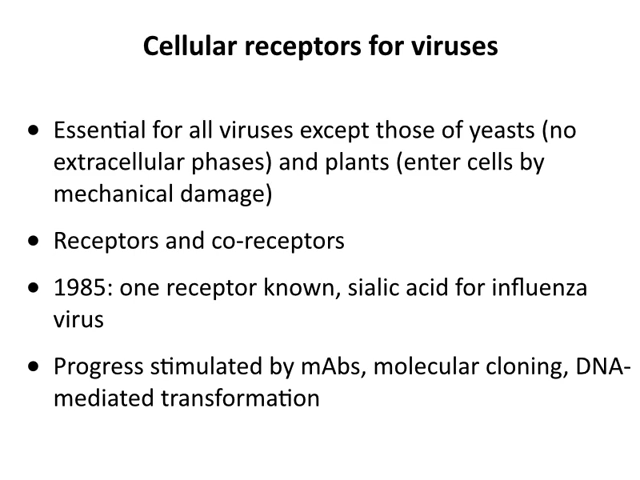 Cellular receptors for viruses
• Essential for all viruses except those of yeasts (no
extracellular phases) and plants (enter cells by
mechanical damage)
• Receptors and co-receptors
• 1985: one receptor known, sialic acid for influenza
virus
• Progress stimulated by mAbs, molecular cloning, DNA-
mediated transformation